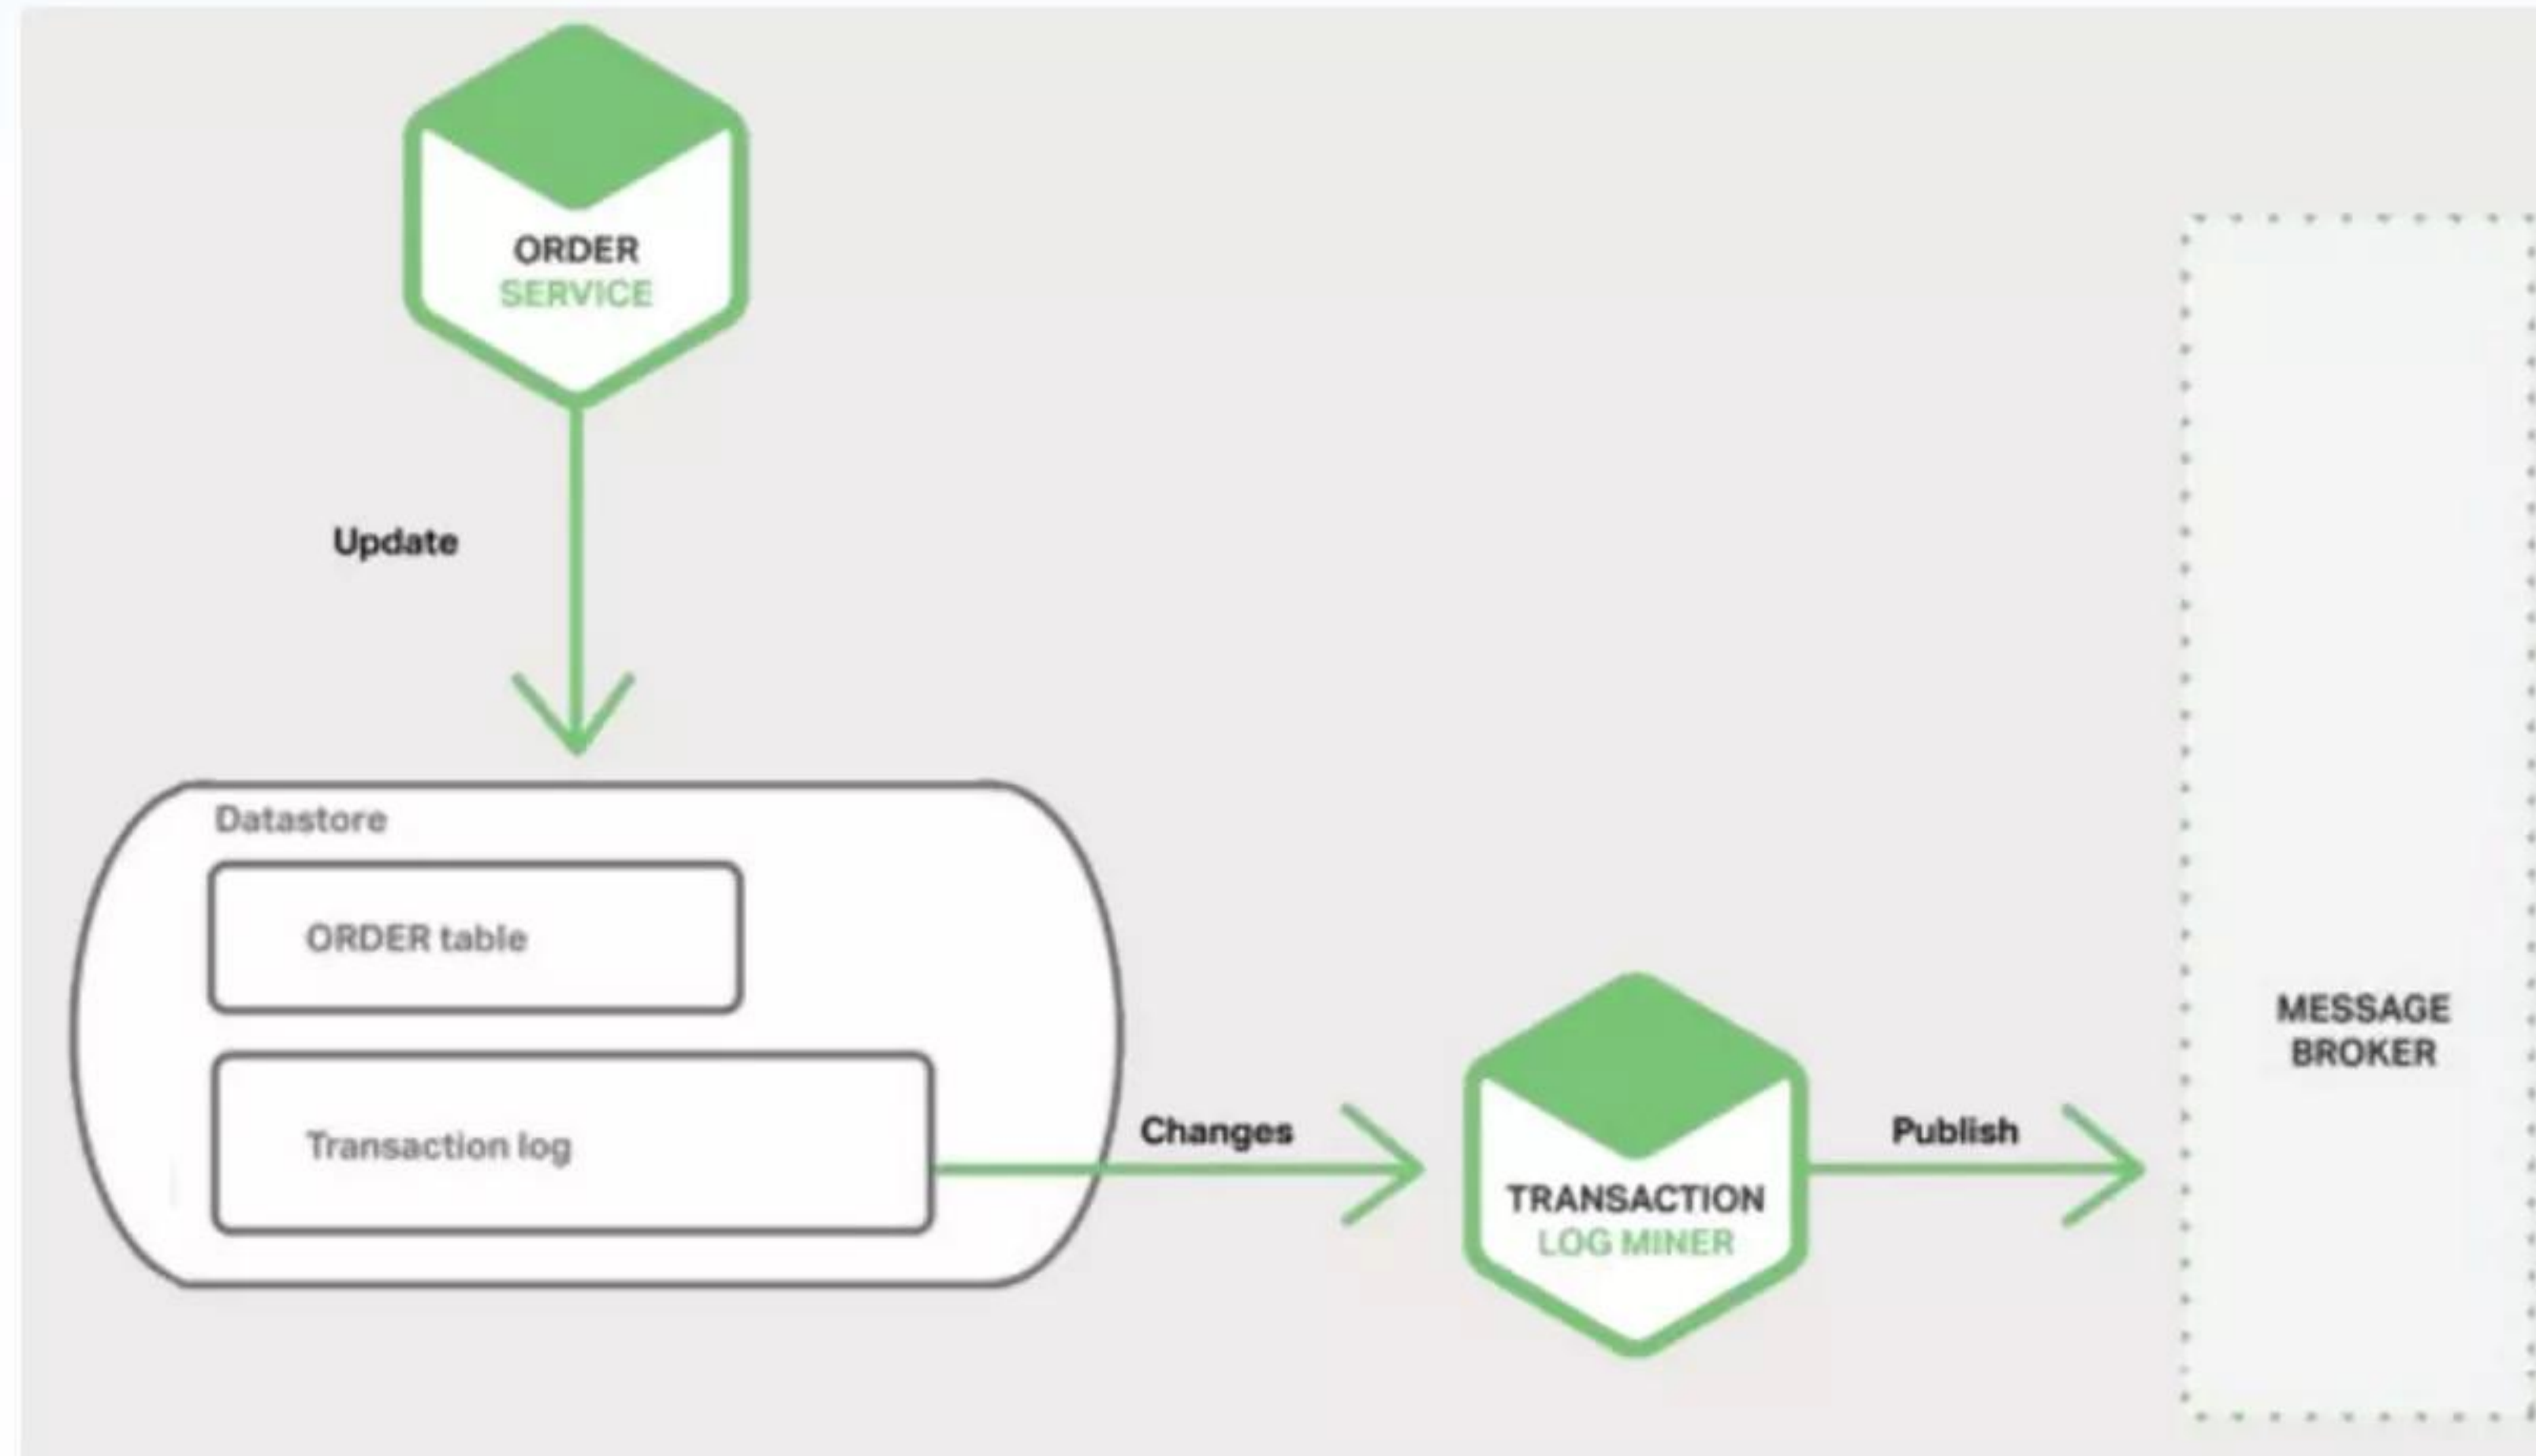 ORDER
SERVICE
Update
Datastore
ORDER table
Transaction log
Changes
TRANSACTION
LOG MINER
Publish
MESSAGE
BROKER